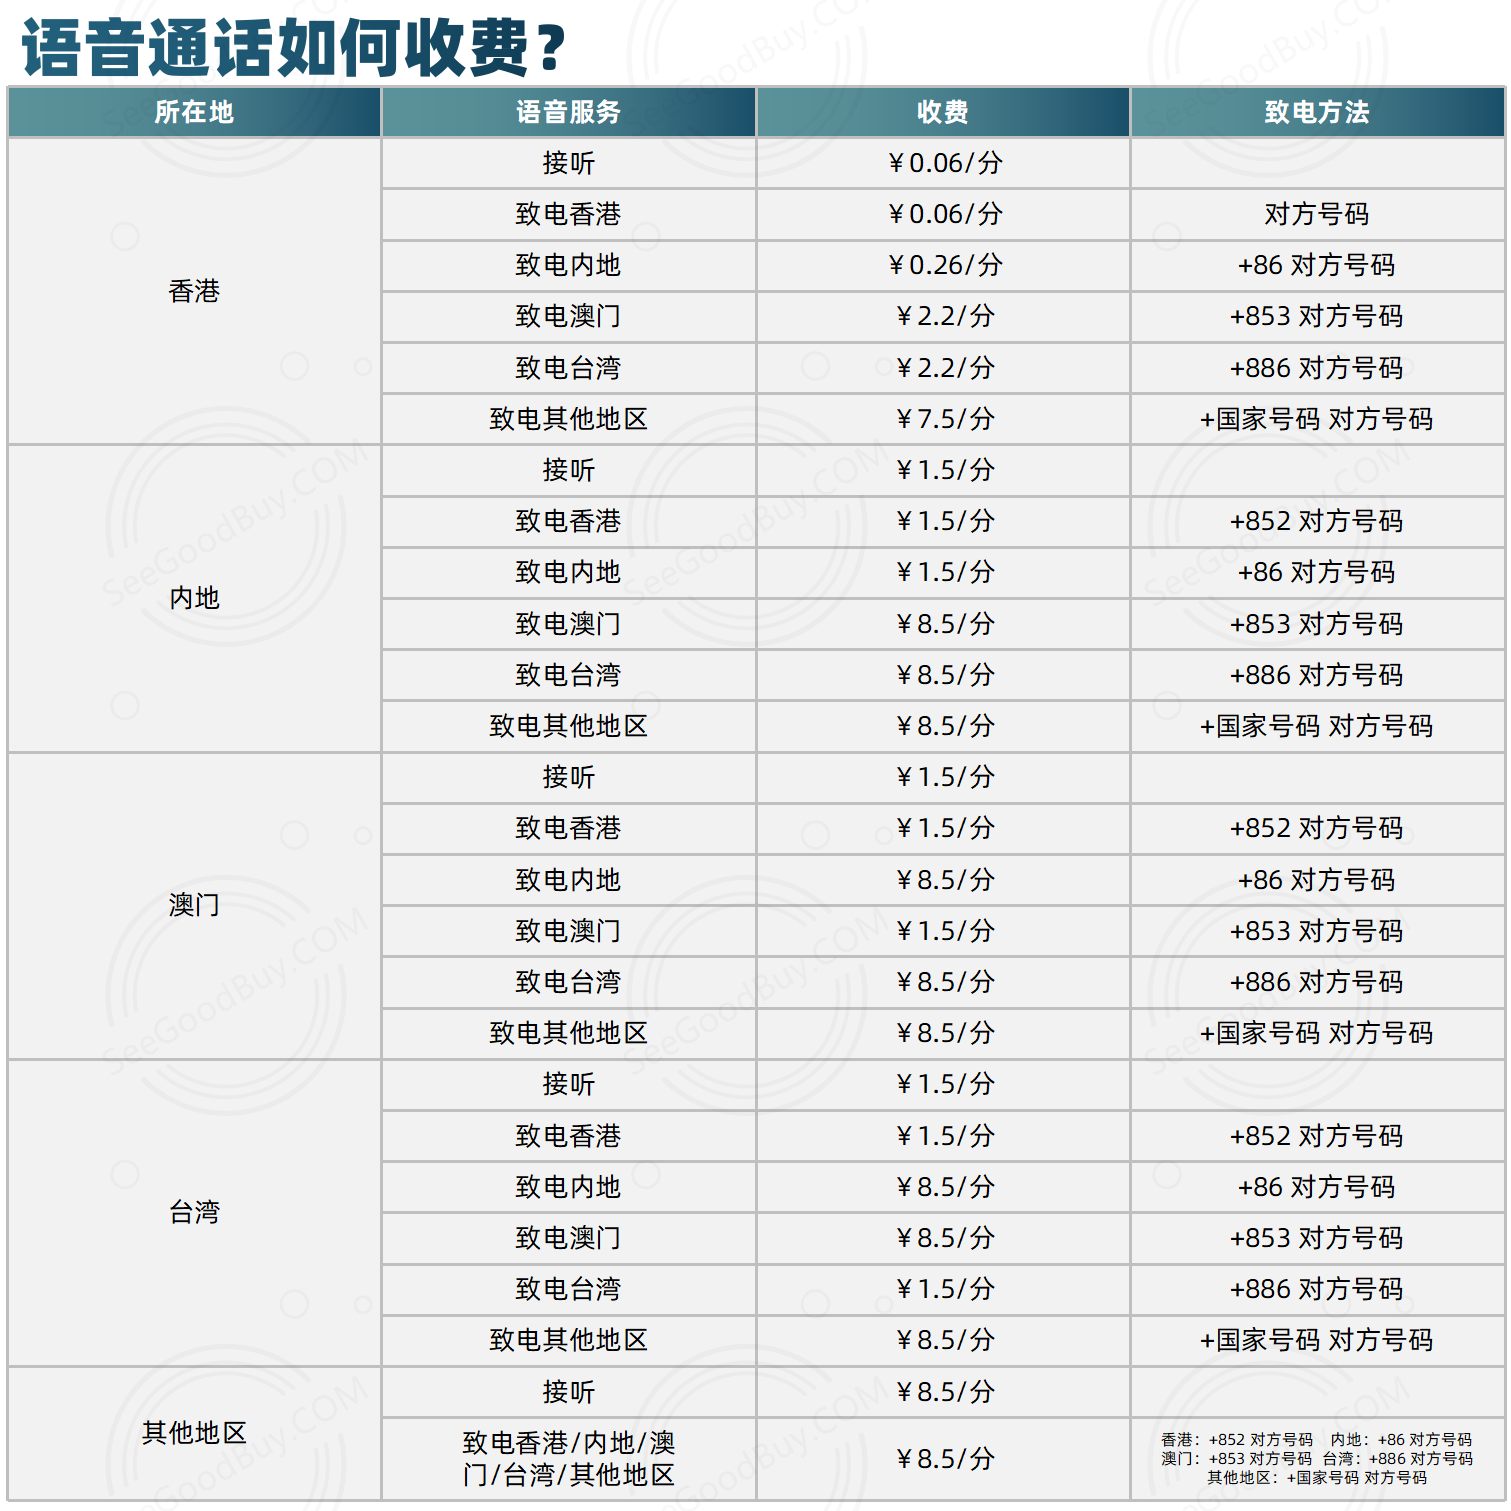 语音通话如何收费？
所在地 语音服务 收费 致电方法
接听 ¥0.06/分
致电香港 ¥0.06/分 对方号码
致电内地 ¥0.26/分 +86 对方号码
香港
致电澳门 ¥2.2/分 +853 对方号码
致电台湾 ¥2.2/分 +886 对方号码
致电其他地区 ¥7.5/分 +国家号码 对方号码
接听 ¥1.5/分
致电香港 ¥1.5/分 +852 对方号码
致电内地 ¥1.5/分 +86 对方号码
内地
致电澳门 ¥8.5/分 +853 对方号码
致电台湾 ¥8.5/分 +886 对方号码
致电其他地区 ¥8.5/分 +国家号码 对方号码
接听 ¥1.5/分
致电香港 ¥1.5/分 +852 对方号码
致电内地 ¥8.5/分 +86 对方号码
澳门
致电澳门 ¥1.5/分 +853 对方号码
致电台湾 ¥8.5/分 +886 对方号码
致电其他地区 ¥8.5/分 +国家号码 对方号码
接听 ¥1.5/分
致电香港 ¥1.5/分 +852 对方号码
致电内地 ¥8.5/分 +86 对方号码
台湾
致电澳门 ¥8.5/分 +853 对方号码
致电台湾 ¥1.5/分 +886 对方号码
致电其他地区 ¥8.5/分 +国家号码 对方号码
接听 ¥8.5/分
其他地区
致电香港/内地/澳
门/台湾/其他地区
¥8.5/分
香港：+852 对方号码 内地：+86 对方号码
澳门：+853 对方号码 台湾：+886 对方号码
其他地区：+国家号码 对方号码
SeeGoodBuy.COM
SeeGoodBuy.COM
SeeGoodBuy.COM
SeeGoodBuy.COM
SeeGoodBuy.COM
SeeGoodBuy.COM